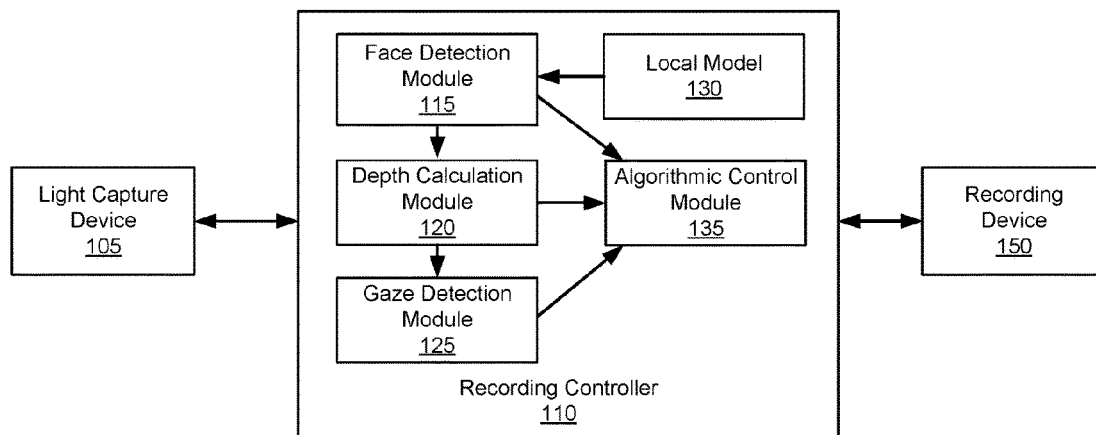 Face Detection
Module
115
Local Model
130
Light Capture
Device
105
Depth Calculation
Module
120
Algorithmic Control
Module
135
Recording
Device
150
Gaze Detection
Module
125
Recording Controller
110